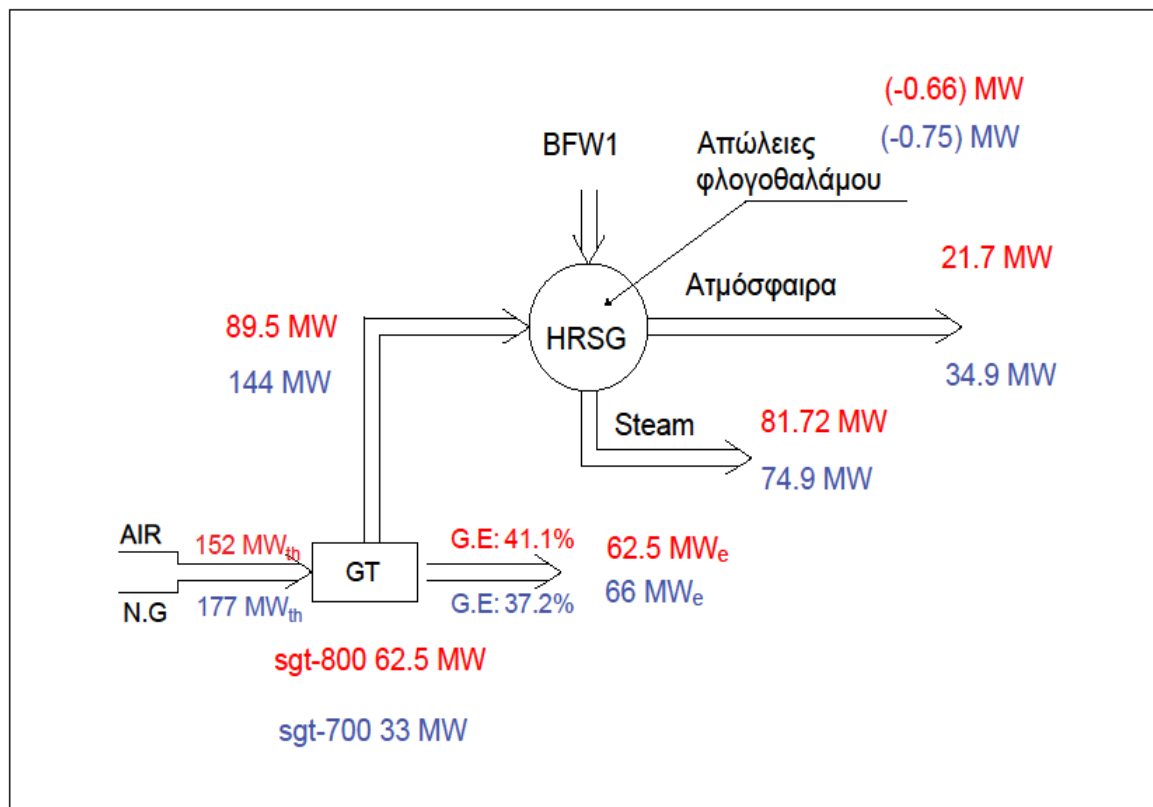 (-0.66) MW
(-0.75) MW
BFW1
Απώλειες
φλογοθαλάμου
21.7 MW
Ατμόσφαιρα
89.5 MW
HRSG
144 MW
34.9 MW
Steam
81.72 MW
74.9 MW
AIR
152 MWth
G.E: 41.1%
62.5 MWe
GT
N.G
177 MWth
G.E: 37.2%
66 MWe
sgt-800 62.5 MW
sgt-700 33 MW